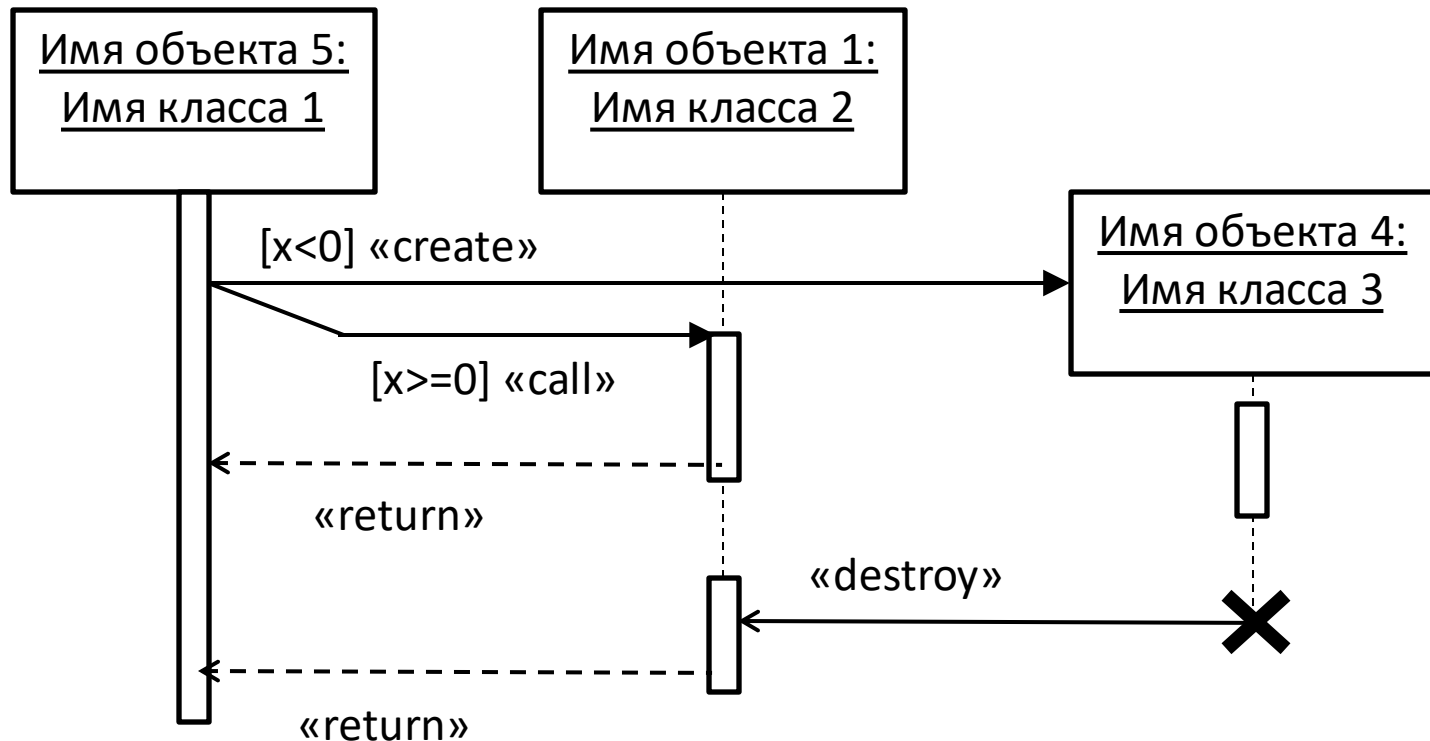 Имя объекта 5:
Имя класса 1
Имя объекта 1:
Имя класса 2
Имя объекта 4:
Имя класса 3
[x<0] «create»
[x>=0] «call»
«return»
«destroy»
«return»